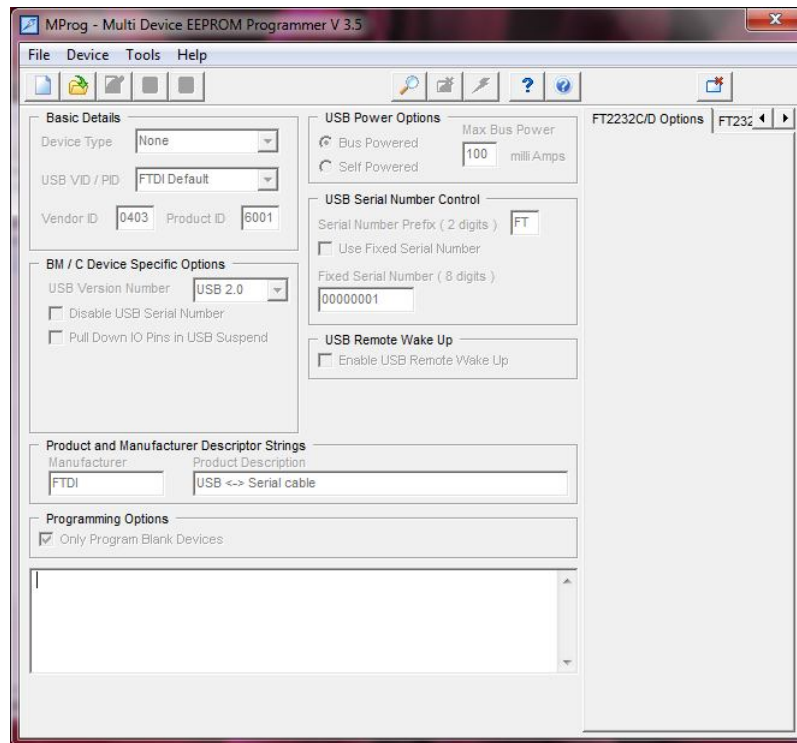 MProg - Multi Device EEPROM Programmer V 3.5
File Device Tools Help
Basic Details
Device Type None
USB VID / PID FTDI Default
Vendor ID 0403 Product ID 6001
BM / C Device Specific Options
USB Version Number USB 2.0
Disable USB Serial Number
Pull Down IO Pins in USB Suspend
USB Power Options
Max Bus Power
Bus Powered
100 milli Amps
Self Powered
USB Serial Number Control
Serial Number Prefix ( 2 digits ) FT
Use Fixed Serial Number
Fixed Serial Number ( 8 digits )
00000001
USB Remote Wake Up
Enable USB Remote Wake Up
Product and Manufacturer Descriptor Strings
Manufacturer Product Description
FTDI USB <-> Serial cable
Programming Options
Only Program Blank Devices
FT2232C/D Options FT232